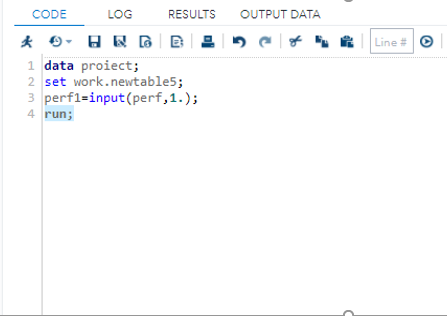 CODE LOG RESULTS OUTPUT DATA
Line #
1 data proiect;
2 set work.newtable5;
3 perf1=input(perf,1.);
4 run;